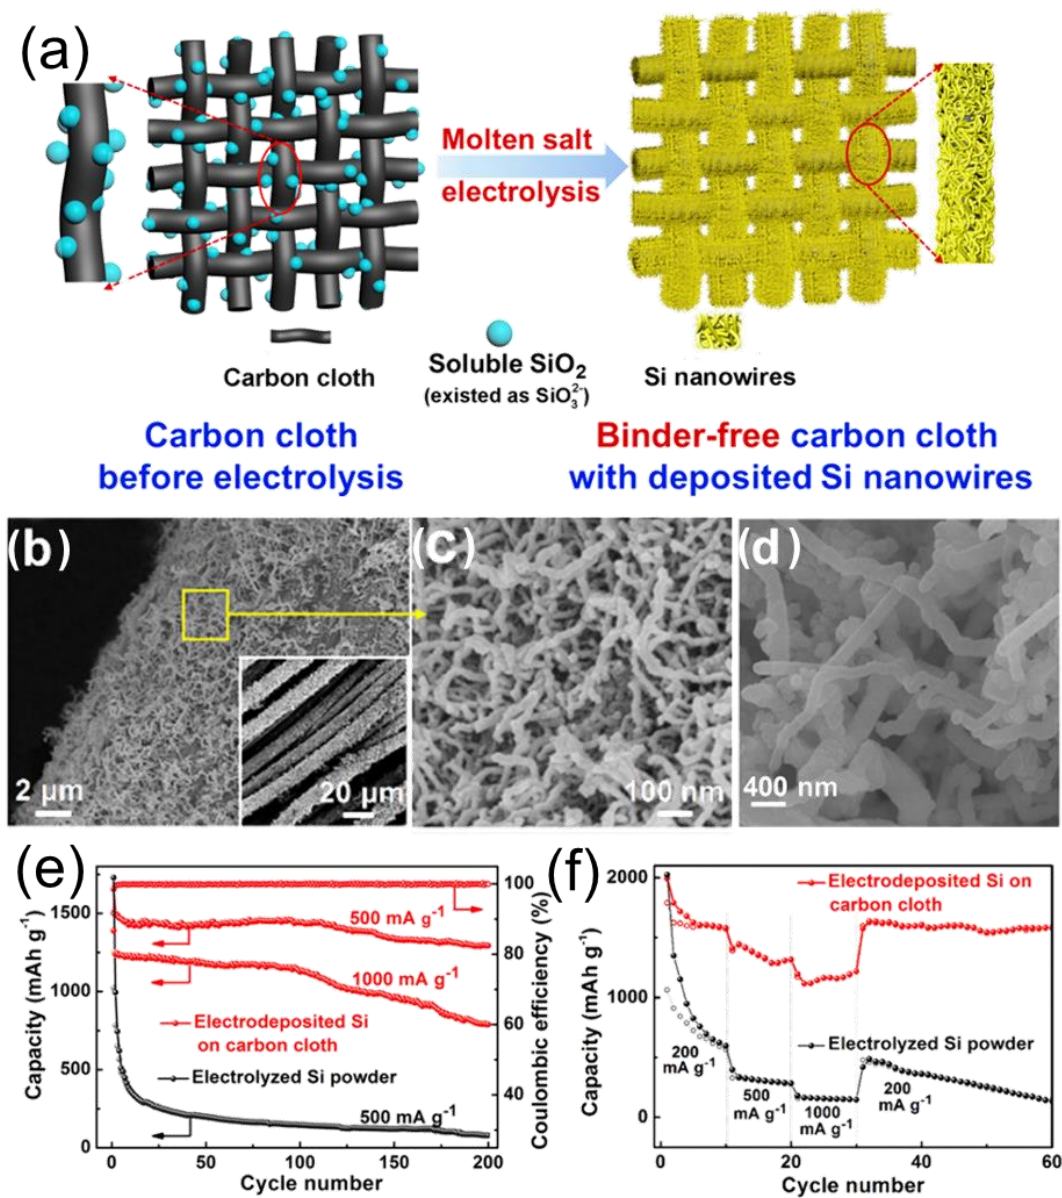 (a)
Molten salt
electrolysis
Carbon cloth
Soluble SiO₂
(existed as SiO₃²⁻)
Si nanowires
Carbon cloth
before electrolysis
Binder-free carbon cloth
with deposited Si nanowires
(b)
2 μm
20 μm
(c)
100 nm
(d)
400 nm
(e)
Capacity (mAh g⁻¹)
1500
1000
500
0
500 mA g⁻¹
1000 mA g⁻¹
Electrodeposited Si
on carbon cloth
Electrolyzed Si powder
500 mA g⁻¹
100
80
60
40
Coulombic efficiency (%)
0
50
100
150
200
Cycle number
(f)
Capacity (mAh g⁻¹)
2000
1000
0
Electrodeposited Si on
carbon cloth
Electrolyzed Si powder
200
mA g⁻¹
500
mA g⁻¹
1000
mA g⁻¹
200
mA g⁻¹
0
20
40
60
Cycle number